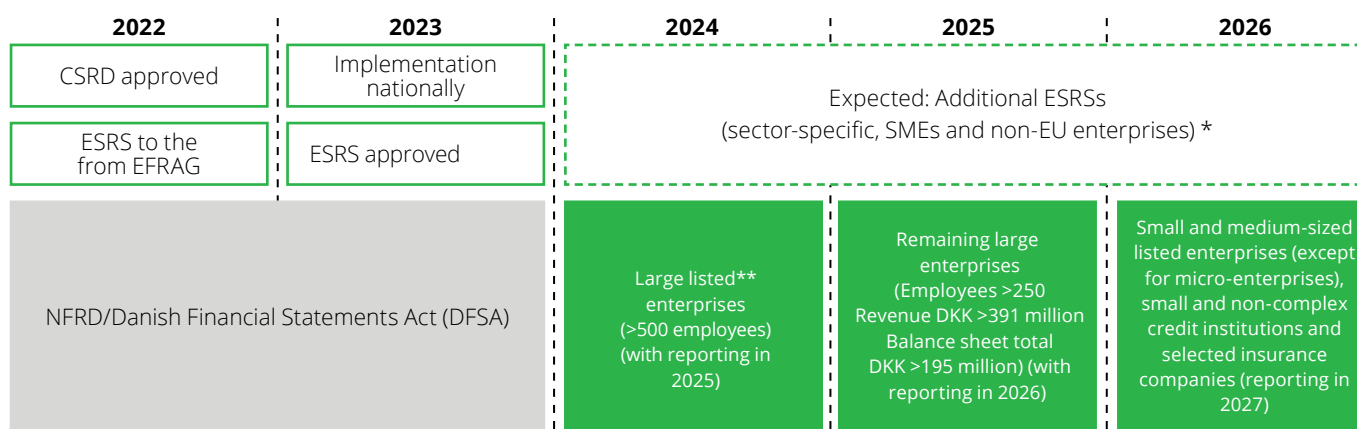 2022
2023
2024
2025
2026
CSRD approved
Implementation
nationally
Expected: Additional ESRSs
(sector-specific, SMEs and non-EU enterprises) *
ESRS to the
from EFRAG
ESRS approved
NFRD/Danish Financial Statements Act (DFSA)
Large listed**
enterprises
(>500 employees)
(with reporting in
2025)
Remaining large
enterprises
(Employees >250
Revenue DKK >391 million
Balance sheet total
DKK >195 million) (with
reporting in 2026)
Small and medium-sized
listed enterprises (except
for micro-enterprises),
small and non-complex
credit institutions and
selected insurance
companies (reporting in
2027)